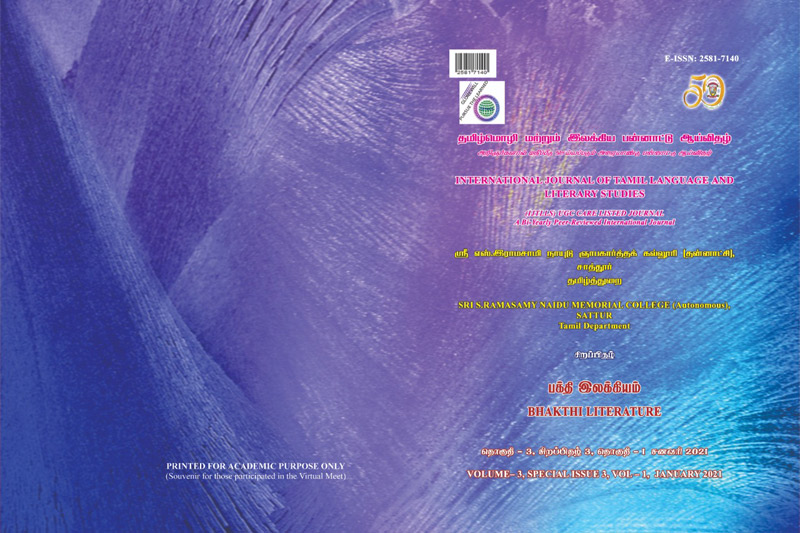 E-ISSN: 2581-7140
2581 7140
50
தமிழ்மொழி மற்றும் இலக்கிய பன்னாட்டு ஆய்விதழ்
INTERNATIONAL JOURNAL OF TAMIL LANGUAGE AND
LITERARY STUDIES
UGC CARE LISTED JOURNAL
A Bi-Yearly Peer Reviewed International Journal
ஸ்ரீ எஸ்.இராமசாமி நாயுடு ஞாபகார்த்தக் கல்லூரி (தன்னாட்சி),
சாத்தூர்
தமிழ்த்துறை
SRI S.RAMASAMY NAIDU MEMORIAL COLLEGE (Autonomous),
SATTUR
Tamil Department
சிறப்பிதழ்
பக்தி இலக்கியம்
BHAKTHI LITERATURE
தொகுதி - 3, சிறப்பிதழ் 3, தொகுதி -1 சனவரி 2021
VOLUME– 3, SPECIAL ISSUE 3, VOL – 1, JANUARY 2021
PRINTED FOR ACADEMIC PURPOSE ONLY
(Souvenir for those participated in the Virtual Meet)